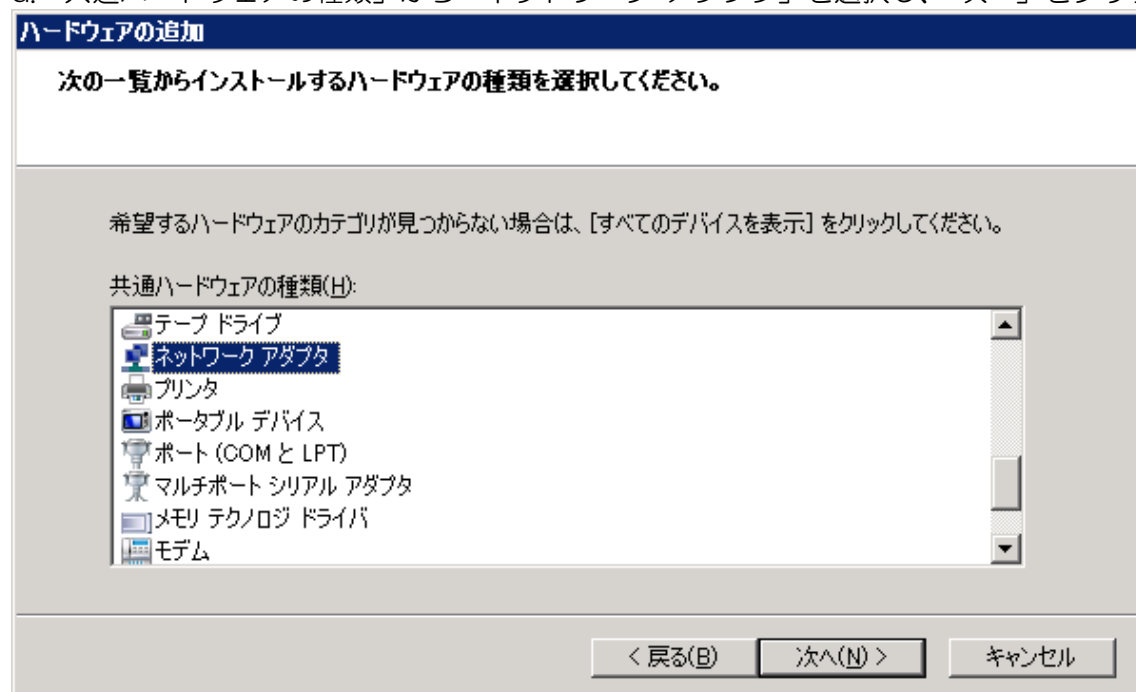 ハードウェアの追加
次の一覧からインストールするハードウェアの種類を選択してください。
希望するハードウェアのカテゴリが見つからない場合は、[すべてのデバイスを表示] をクリックしてください。
共通ハードウェアの種類(H):
テープ ドライブ
ネットワーク アダプタ
プリンタ
ポータブル デバイス
ポート (COM と LPT)
マルチポート シリアル アダプタ
メモリ テクノロジ ドライバ
モデム
< 戻る(B)
次へ(N) >
キャンセル